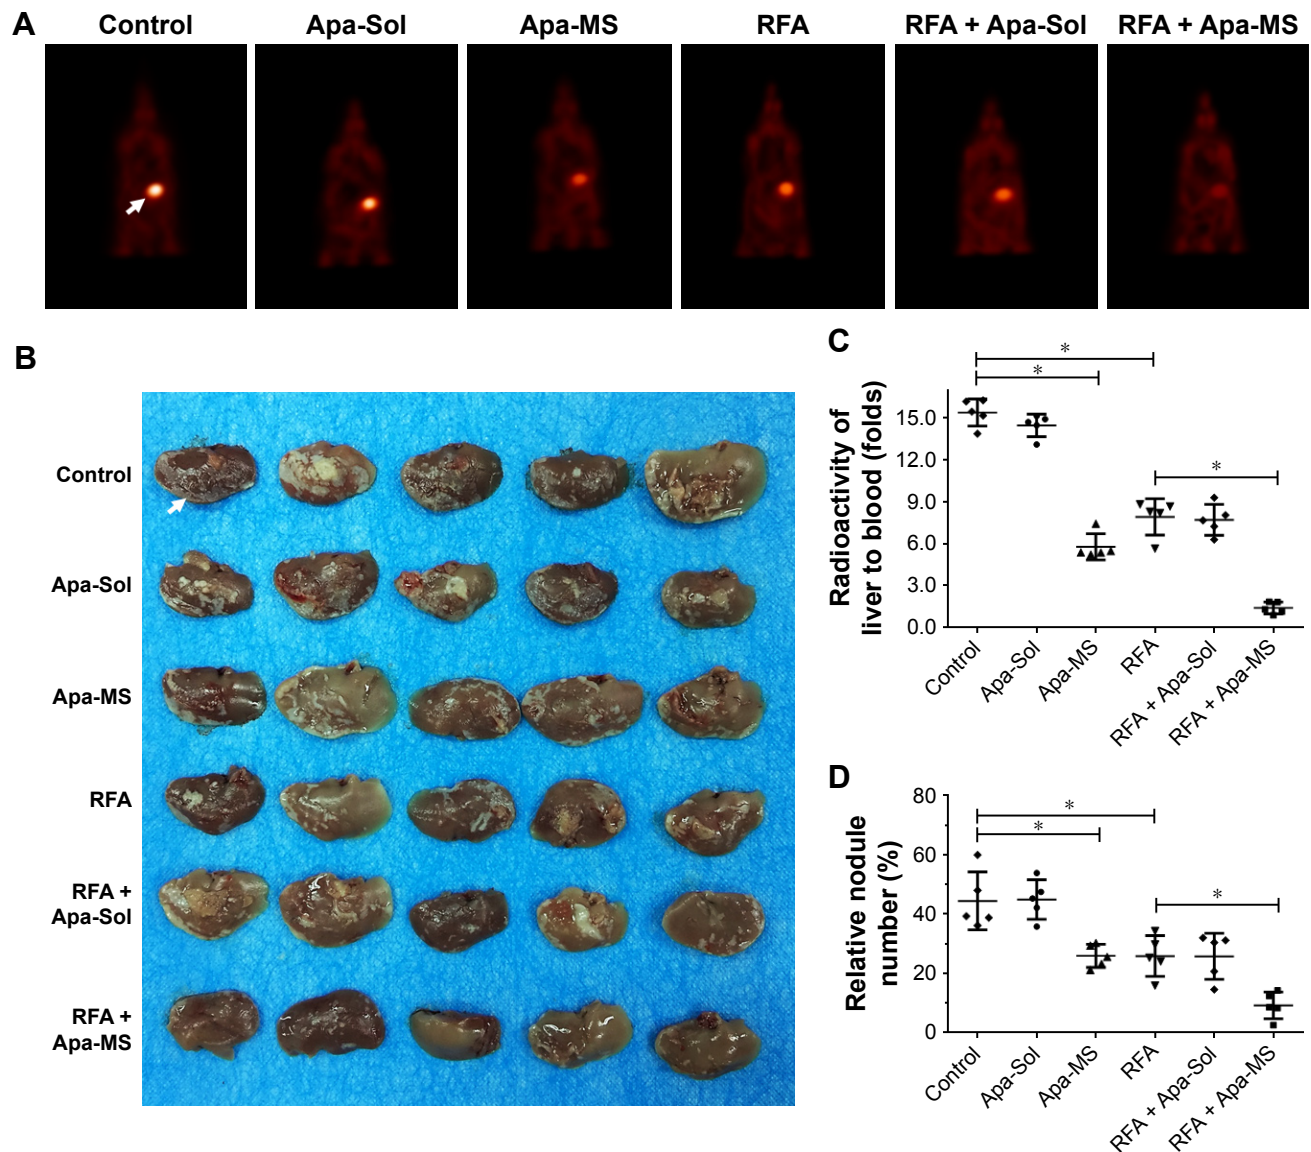 A
Control
Apa-Sol
Apa-MS
RFA
RFA + Apa-Sol
RFA + Apa-MS
B
Control
Apa-Sol
Apa-MS
RFA
RFA +
Apa-Sol
RFA +
Apa-MS
C
Radioactivity of
liver to blood (folds)
15.0
12.0
9.0
6.0
3.0
0.0
*
*
*
Control
Apa-Sol
Apa-MS
RFA
RFA + Apa-Sol
RFA + Apa-MS
D
Relative nodule
number (%)
80
60
40
20
0
*
*
*
Control
Apa-Sol
Apa-MS
RFA
RFA + Apa-Sol
RFA + Apa-MS